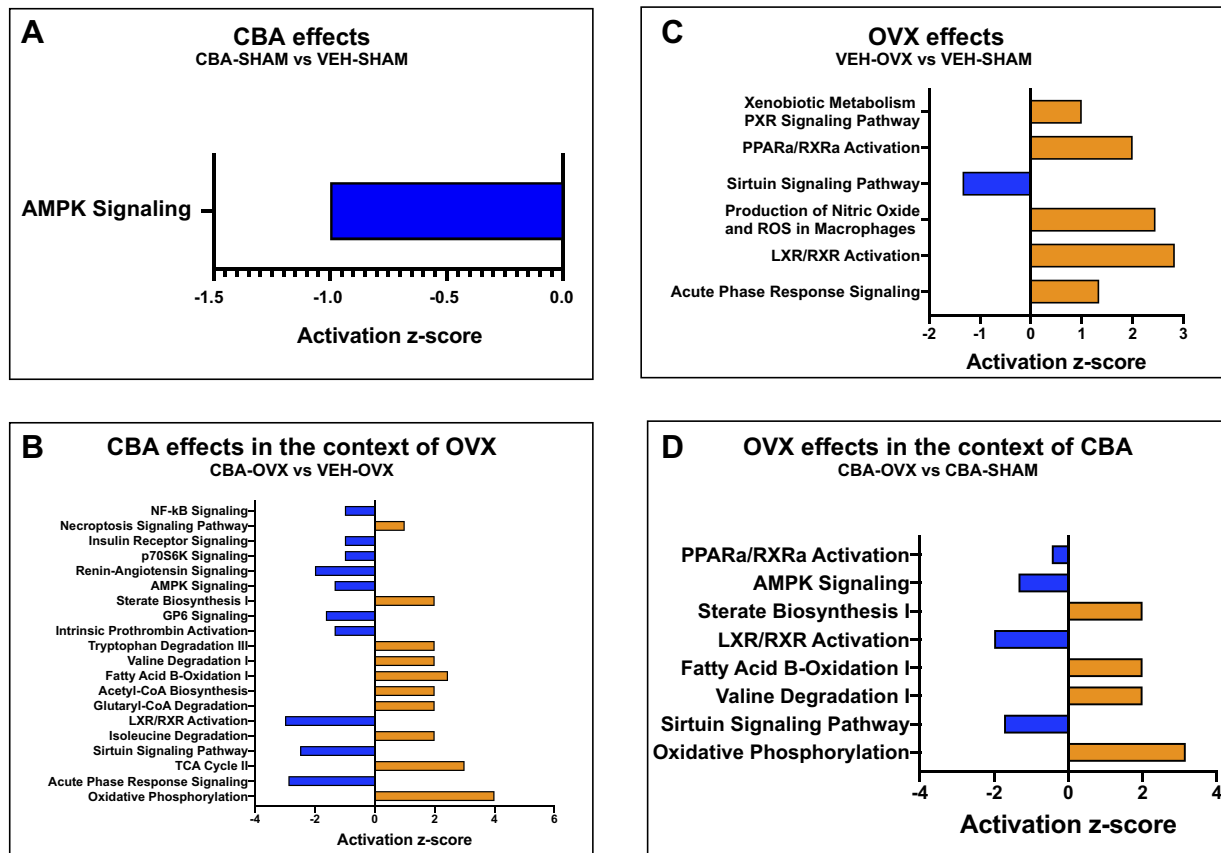 A
CBA effects
CBA-SHAM vs VEH-SHAM
AMPK Signaling
-1.5
-1.0
-0.5
0.0
Activation z-score
C
OVX effects
VEH-OVX vs VEH-SHAM
Xenobiotic Metabolism
PXR Signaling Pathway
PPARa/RXRa Activation
Sirtuin Signaling Pathway
Production of Nitric Oxide
and ROS in Macrophages
LXR/RXR Activation
Acute Phase Response Signaling
-2
-1
0
1
2
3
Activation z-score
B
CBA effects in the context of OVX
CBA-OVX vs VEH-OVX
NF-kB Signaling
Necroptosis Signaling Pathway
Insulin Receptor Signaling
p70S6K Signaling
Renin-Angiotensin Signaling
AMPK Signaling
Sterate Biosynthesis I
GP6 Signaling
Intrinsic Prothrombin Activation
Tryptophan Degradation III
Valine Degradation I
Fatty Acid B-Oxidation I
Acetyl-CoA Biosynthesis
Glutaryl-CoA Degradation
LXR/RXR Activation
Isoleucine Degradation
Sirtuin Signaling Pathway
TCA Cycle II
Acute Phase Response Signaling
Oxidative Phosphorylation
-4
-2
0
2
4
6
Activation z-score
D
OVX effects in the context of CBA
CBA-OVX vs CBA-SHAM
PPARa/RXRa Activation
AMPK Signaling
Sterate Biosynthesis I
LXR/RXR Activation
Fatty Acid B-Oxidation I
Valine Degradation I
Sirtuin Signaling Pathway
Oxidative Phosphorylation
-4
-2
0
2
4
Activation z-score